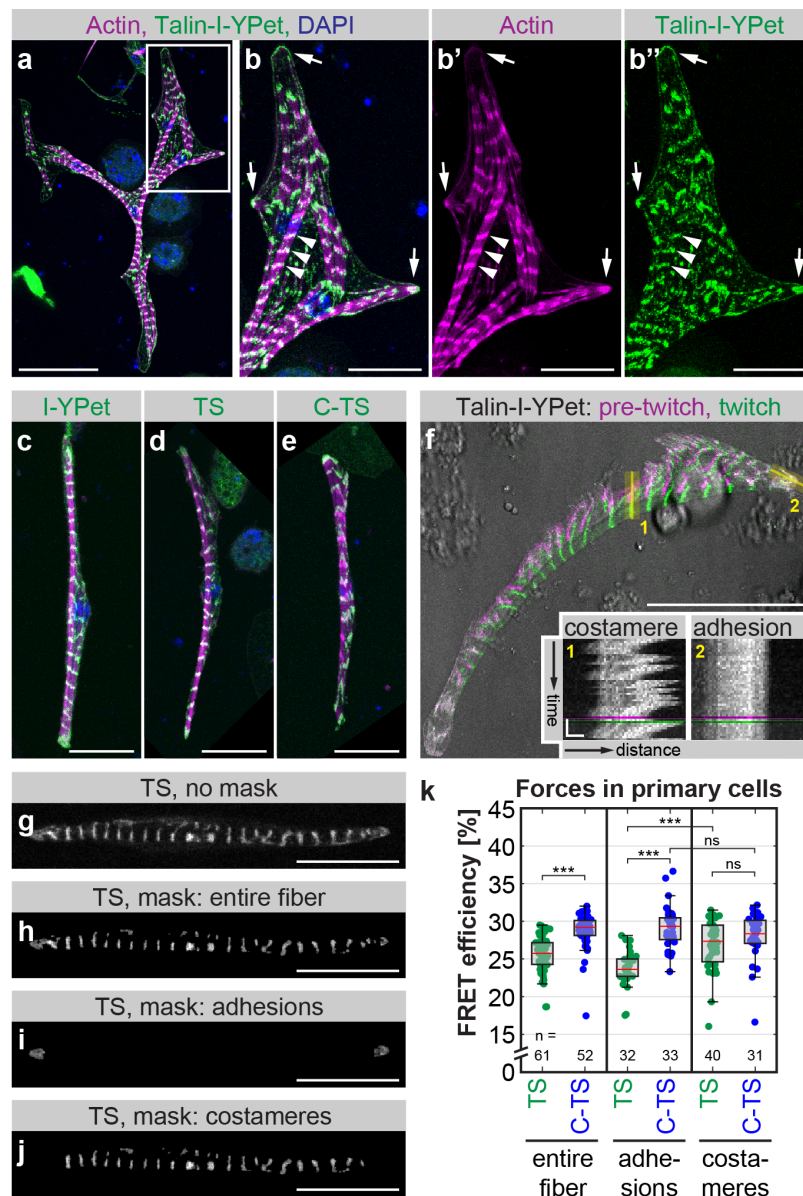 Actin, Talin-I-YPet, DAPI
Actin
Talin-I-YPet
a
b
b'
b''
I-YPet
TS
C-TS
Talin-I-YPet: pre-twitch, twitch
c
d
e
f
1
2
costamere
adhesion
1
2
time
distance
TS, no mask
g
TS, mask: entire fiber
h
TS, mask: adhesions
i
TS, mask: costameres
j
k
Forces in primary cells
FRET efficiency [%]
45
40
35
30
25
20
15
0
***
***
***
ns
ns
n =
61
52
32
33
40
31
TS
C-TS
TS
C-TS
TS
C-TS
entire
fiber
adhe-
sions
costa-
meres